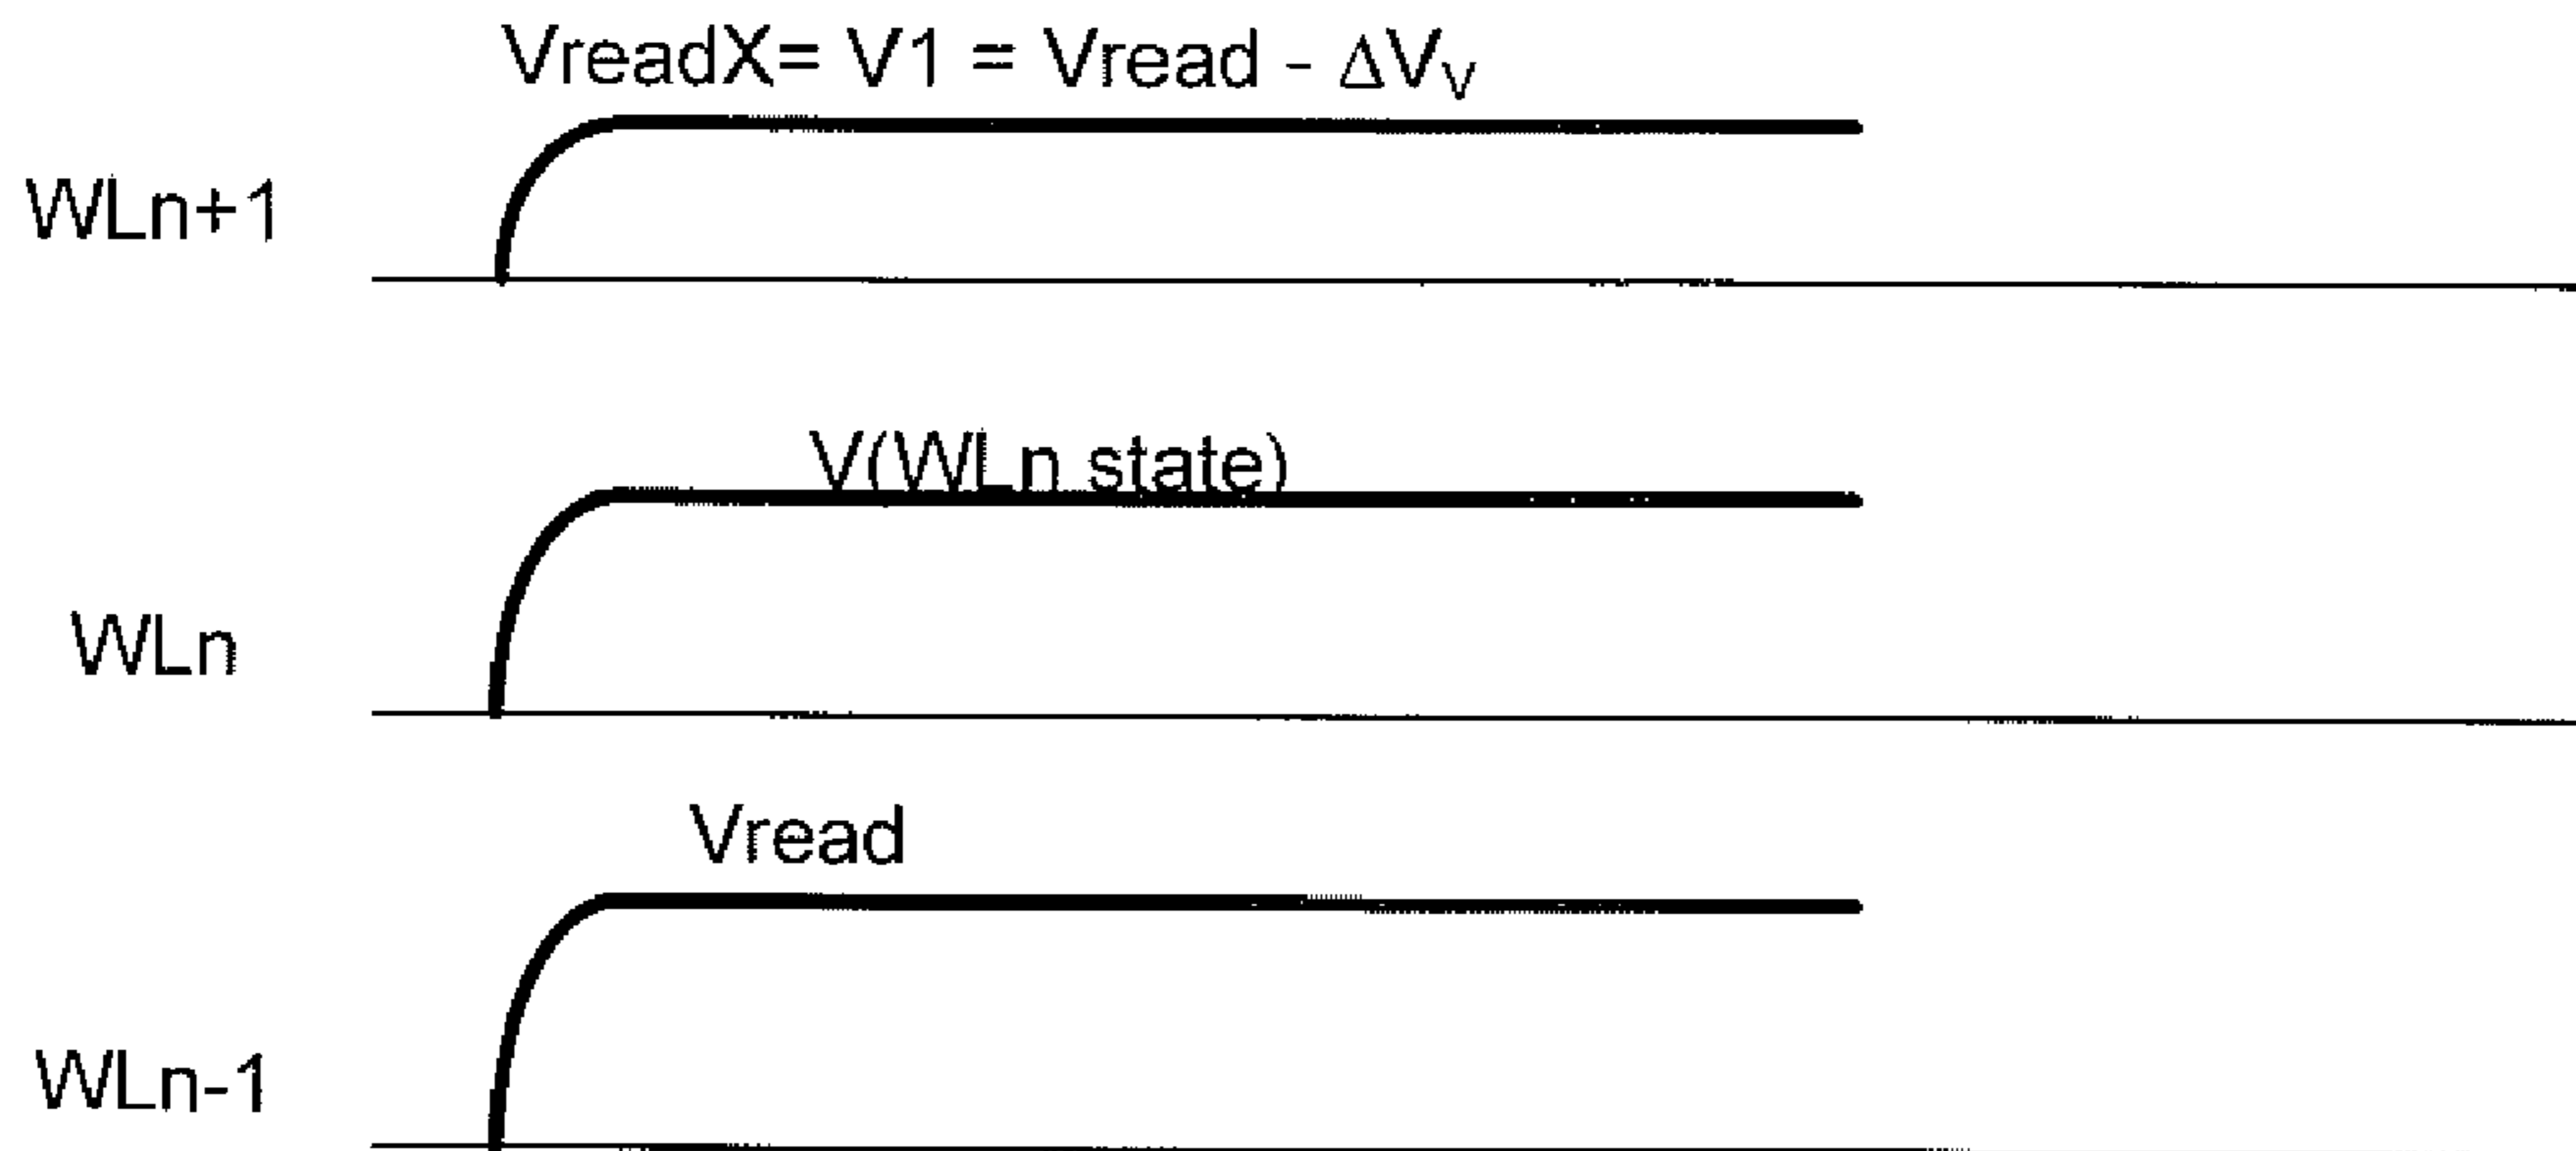 VreadX= V1 = Vread - ΔVV
WLn+1
V(WLn state)
WLn
Vread
WLn-1